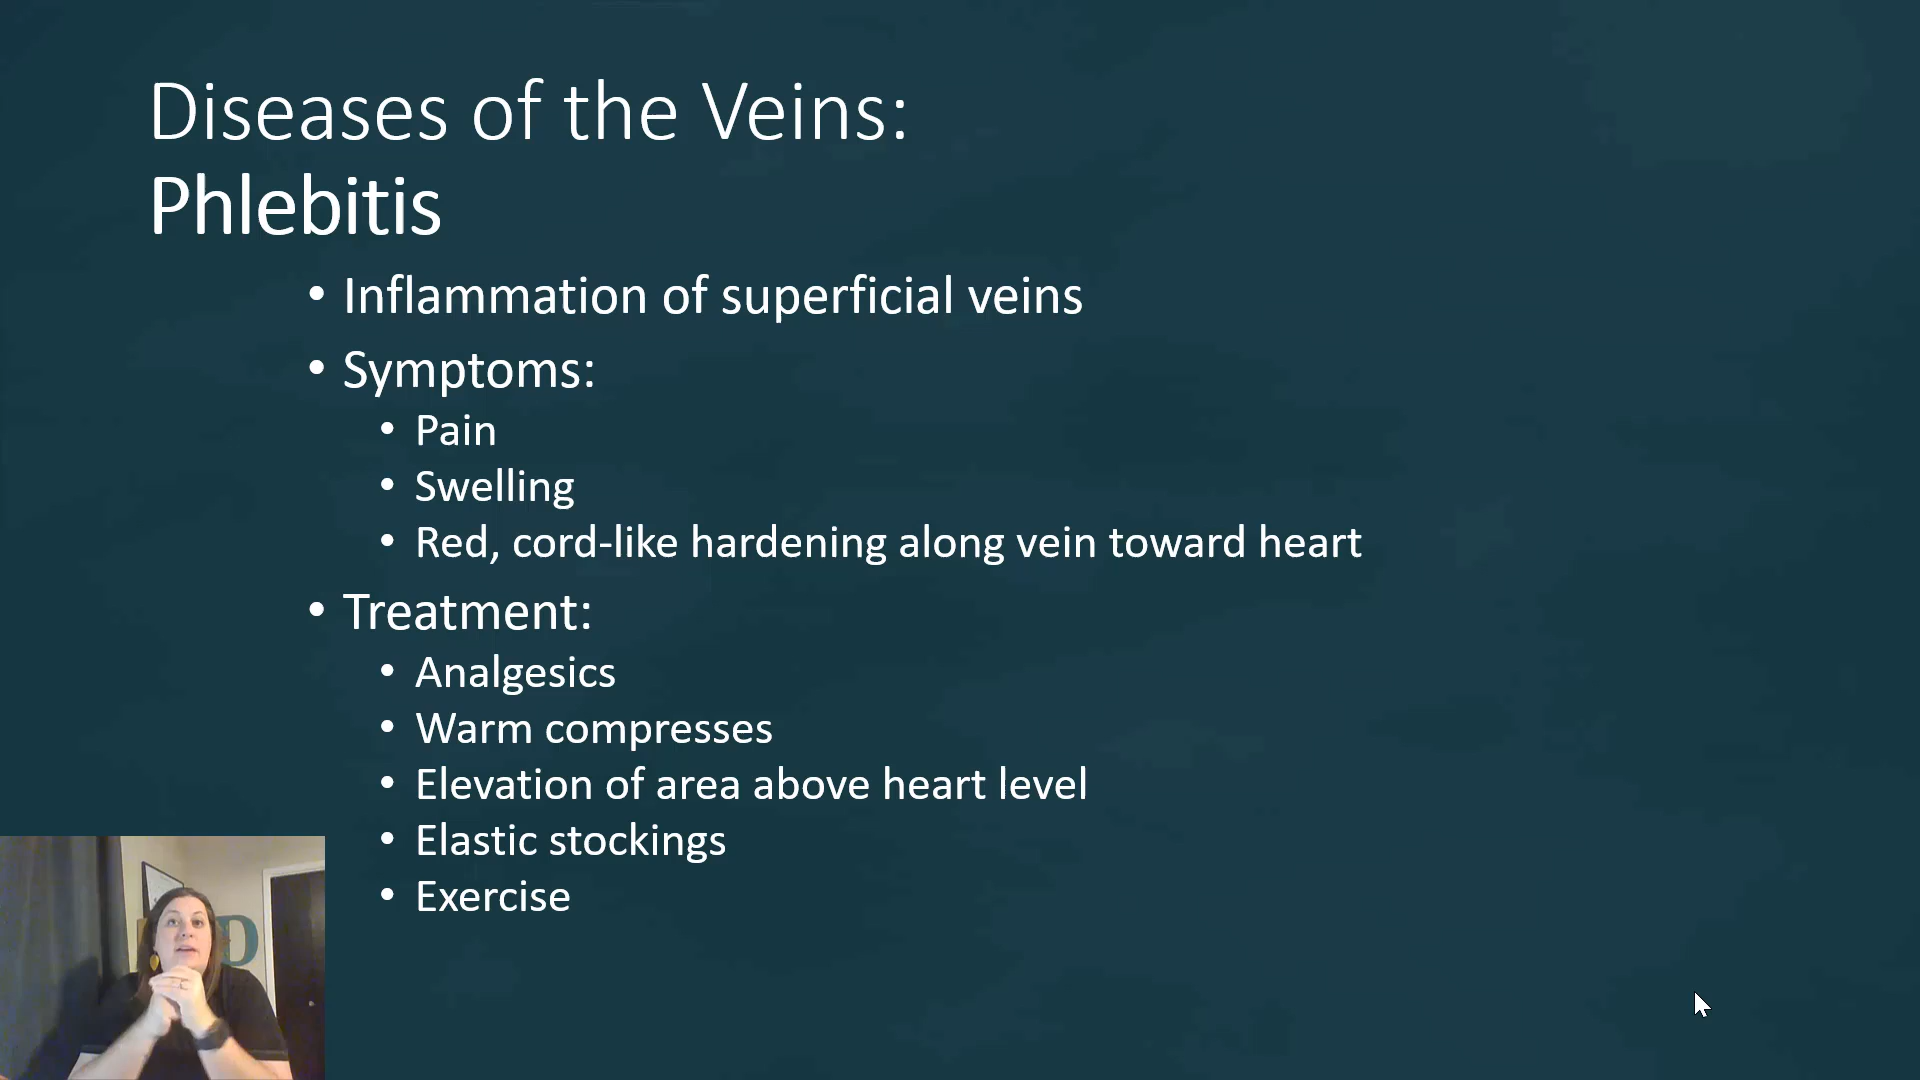 Diseases of the Veins:
Phlebitis
• Inflammation of superficial veins
• Symptoms:
• Pain
• Swelling
• Red, cord-like hardening along vein toward heart
• Treatment:
• Analgesics
• Warm compresses
• Elevation of area above heart level
• Elastic stockings
• Exercise
D